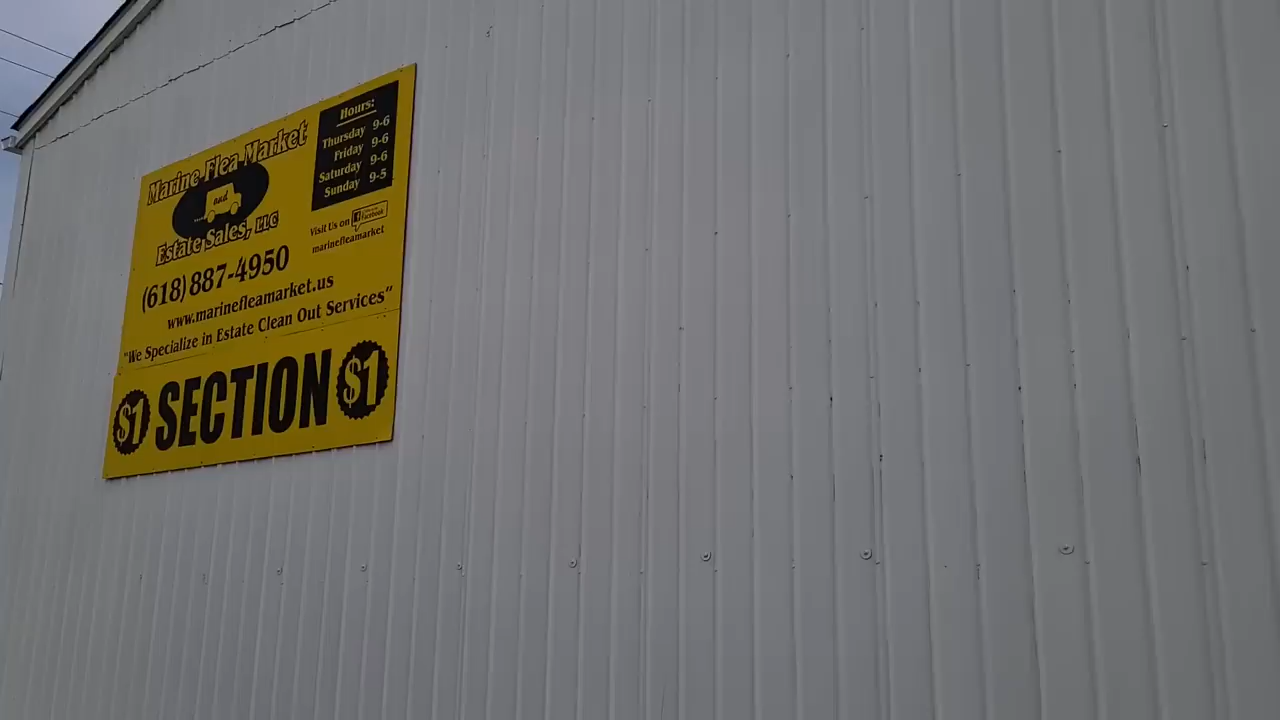 Marine Flea Market
and
Estate Sales, LLC
Hours:
Thursday 9-6
Friday 9-6
Saturday 9-6
Sunday 9-5
Visit Us on
Facebook
marinefleamarket
(618) 887-4950
www.marinefleamarket.us
"We Specialize in Estate Clean Out Services"
$1 SECTION $1